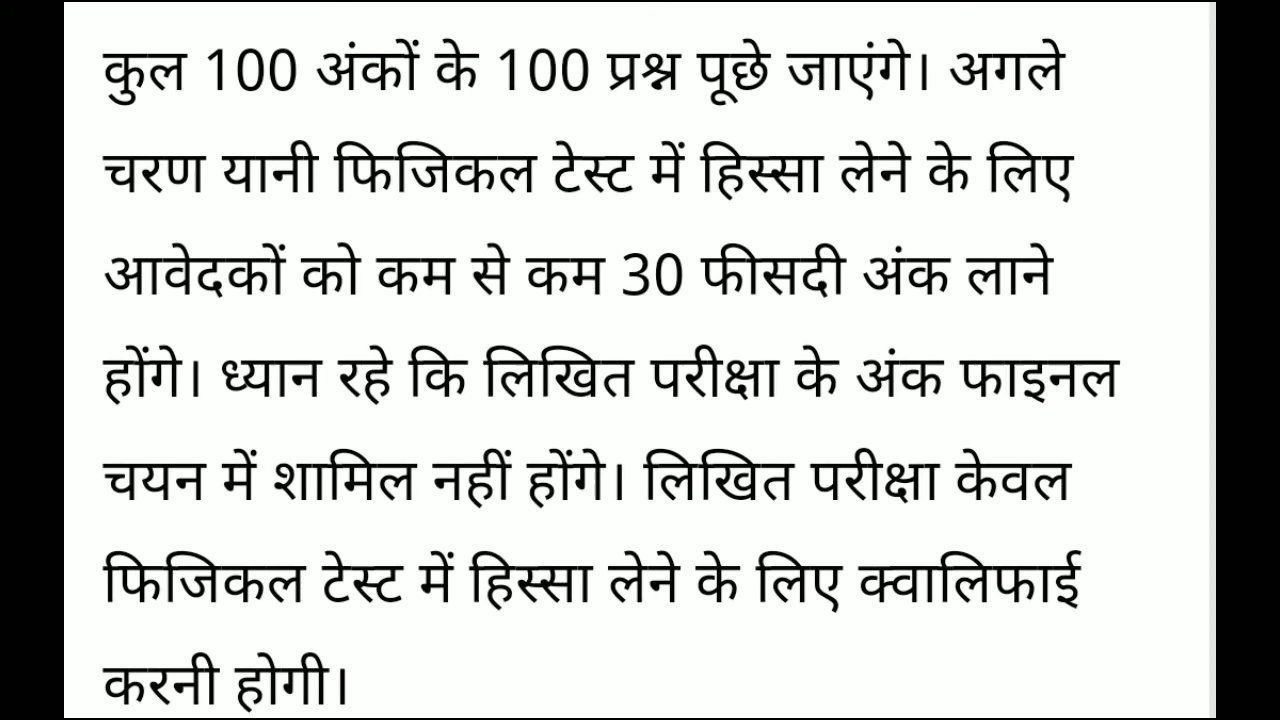 कुल 100 अंकों के 100 प्रश्न पूछे जाएंगे। अगले
चरण यानी फिजिकल टेस्ट में हिस्सा लेने के लिए
आवेदकों को कम से कम 30 फीसदी अंक लाने
होंगे। ध्यान रहे कि लिखित परीक्षा के अंक फाइनल
चयन में शामिल नहीं होंगे। लिखित परीक्षा केवल
फिजिकल टेस्ट में हिस्सा लेने के लिए क्वालिफाई
करनी होगी।